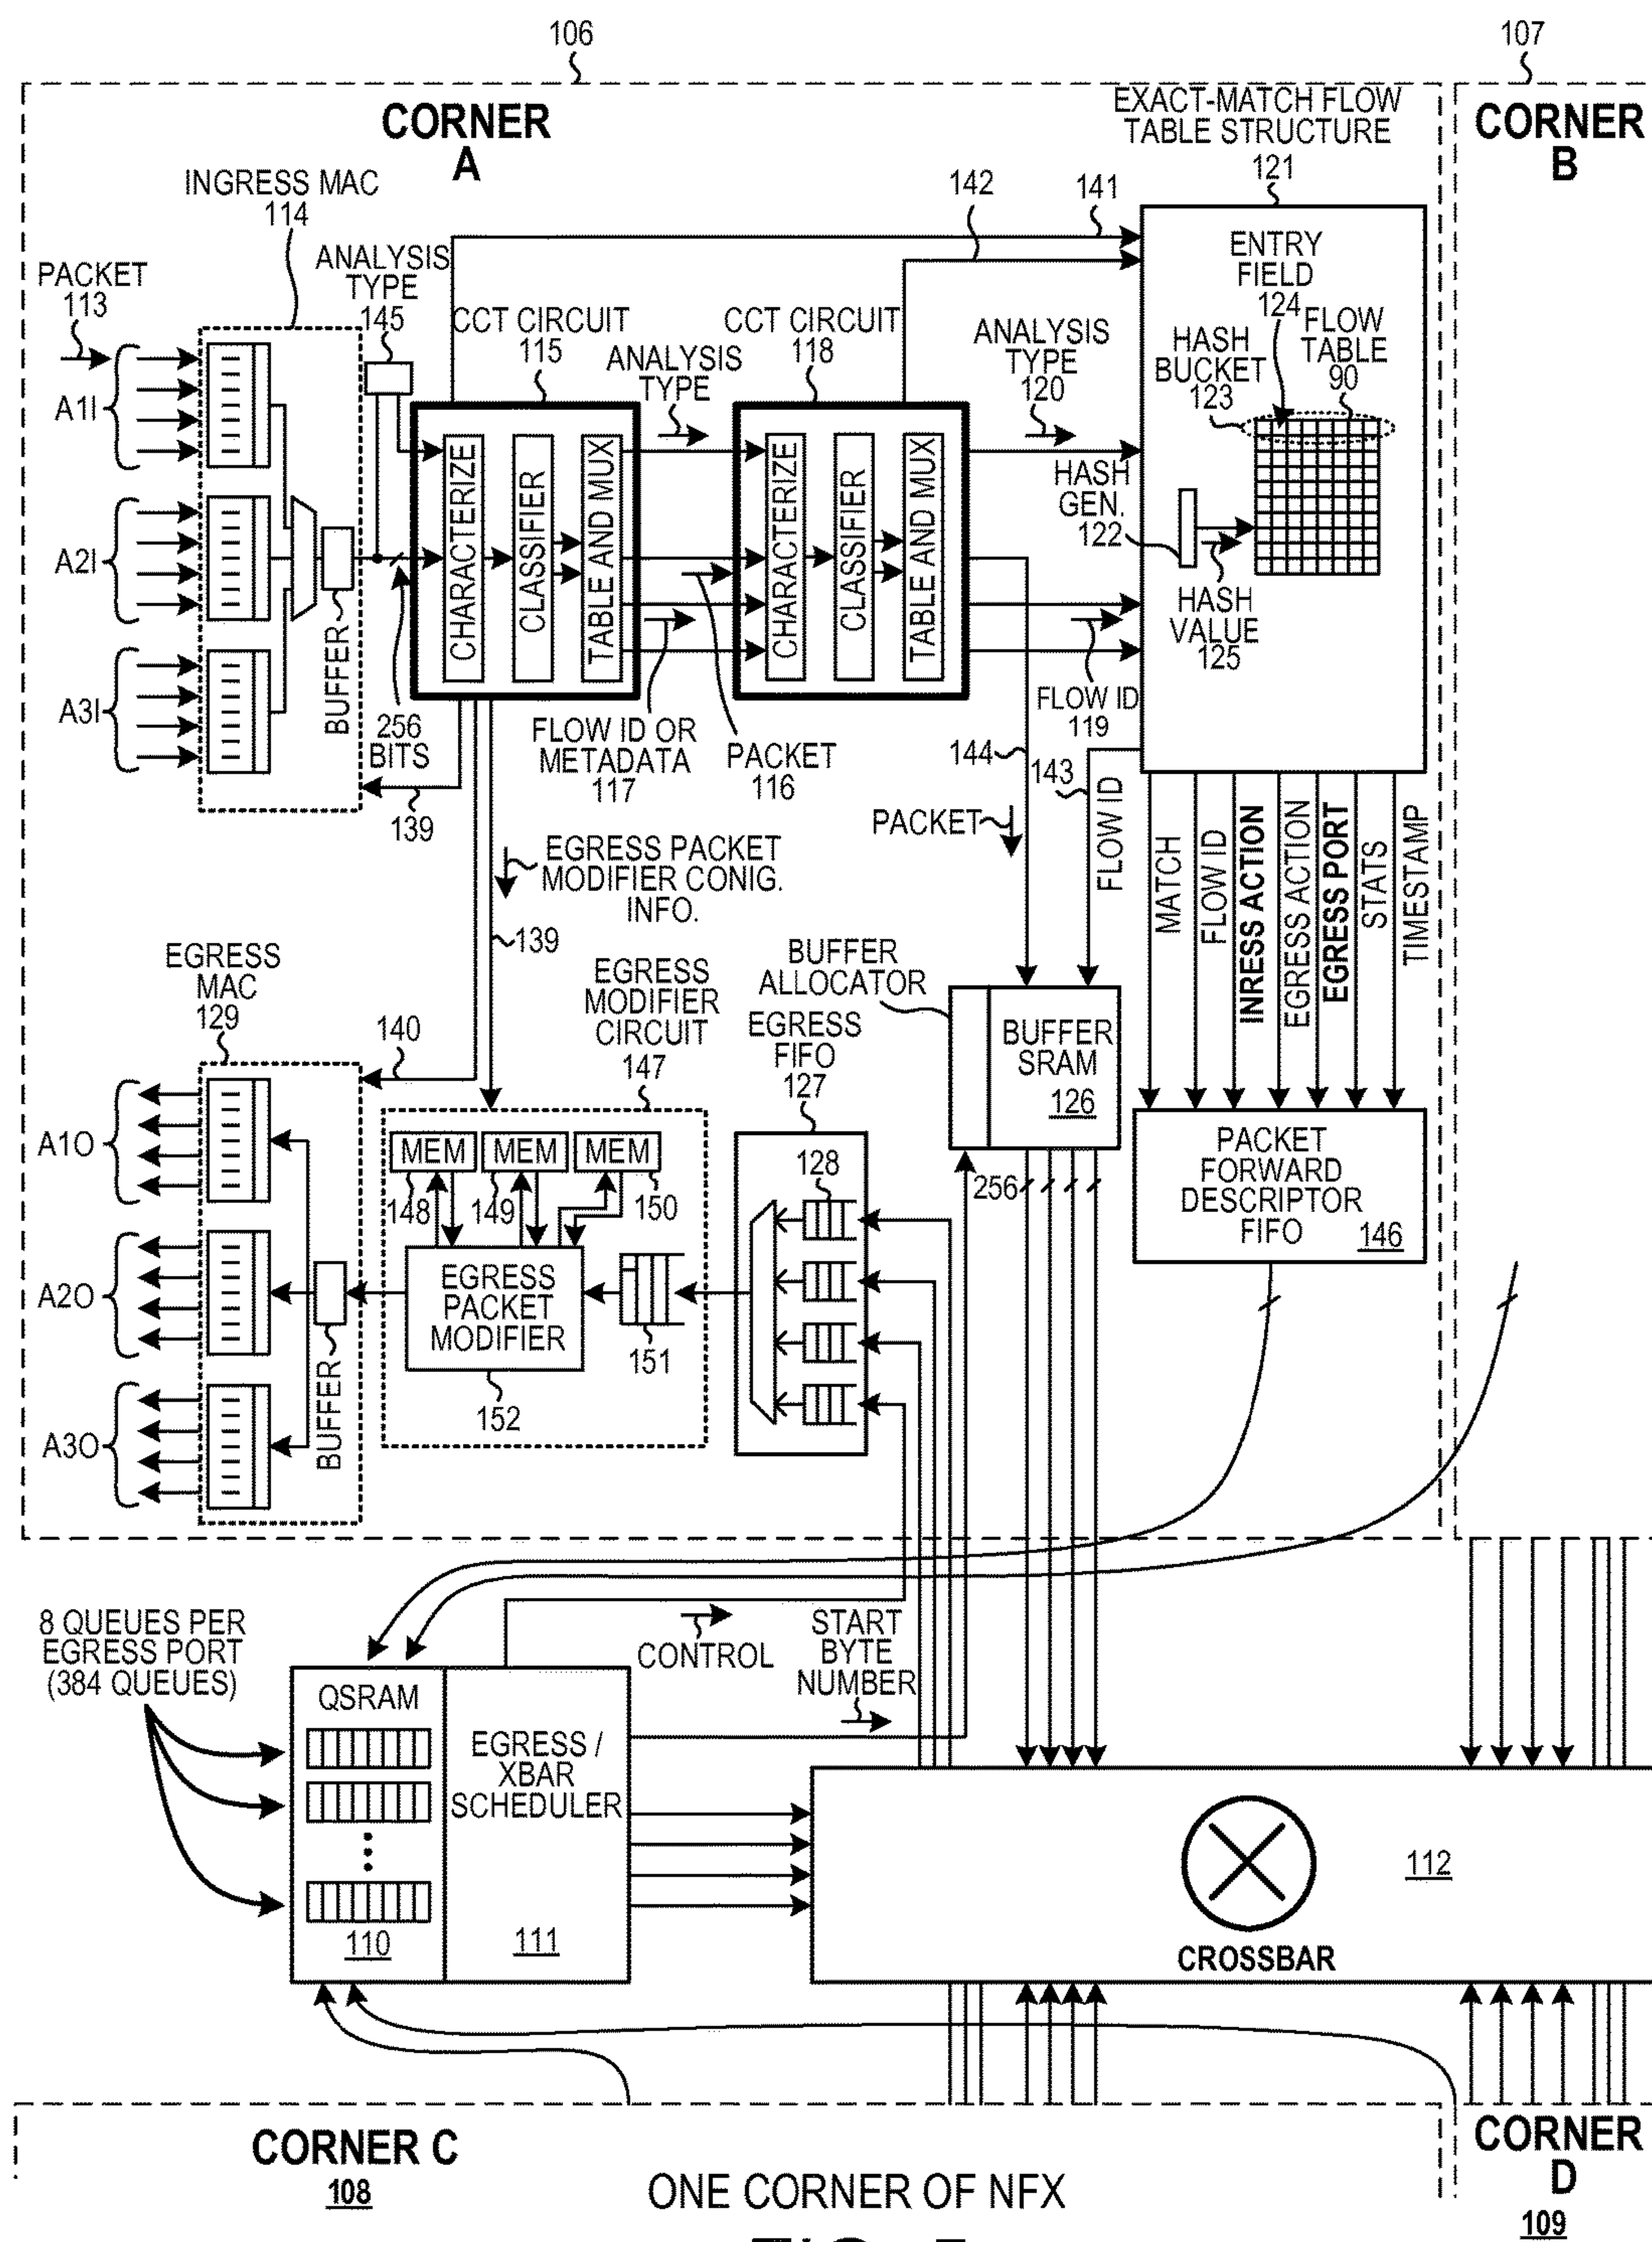 106
107
CORNER
A
EXACT-MATCH FLOW
TABLE STRUCTURE
121
CORNER
B
INGRESS MAC
114
142
141
PACKET
113
ANALYSIS
TYPE
145
CCT CIRCUIT
115
ANALYSIS
TYPE
CCT CIRCUIT
118
ANALYSIS
TYPE
120
ENTRY
FIELD
124
FLOW
TABLE
90
HASH
BUCKET
123
A1I
A2I
A3I
BUFFER
256
BITS
CHARACTERIZE
CLASSIFIER
TABLE AND MUX
CHARACTERIZE
CLASSIFIER
TABLE AND MUX
HASH
GEN.
122
HASH
VALUE
125
FLOW ID
119
139
FLOW ID OR
METADATA
117
PACKET
116
144
143
PACKET
FLOW ID
MATCH
FLOW ID
INRESS ACTION
EGRESS ACTION
EGRESS PORT
STATS
TIMESTAMP
EGRESS PACKET
MODIFIER CONIG.
INFO.
139
EGRESS
MAC
129
140
EGRESS
MODIFIER
CIRCUIT
147
BUFFER
ALLOCATOR
EGRESS
FIFO
127
BUFFER
SRAM
126
A1O
A2O
A3O
BUFFER
MEM
MEM
MEM
148
149
150
128
256
PACKET
FORWARD
DESCRIPTOR
FIFO
146
EGRESS
PACKET
MODIFIER
151
152
8 QUEUES PER
EGRESS PORT
(384 QUEUES)
CONTROL
START
BYTE
NUMBER
QSRAM
110
EGRESS /
XBAR
SCHEDULER
111
112
CROSSBAR
CORNER C
108
ONE CORNER OF NFX
CORNER
D
109